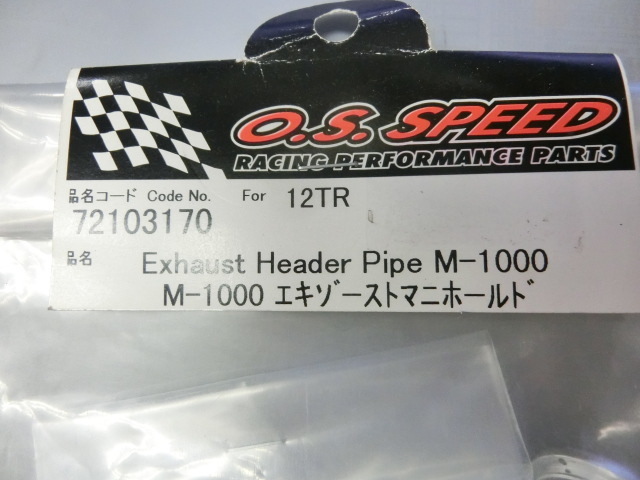 O.S. SPEED
RACING PERFORMANCE PARTS
品名コード Code No. For 12TR
72103170
品名 Exhaust Header Pipe M-1000
M-1000 エキゾーストマニホールド